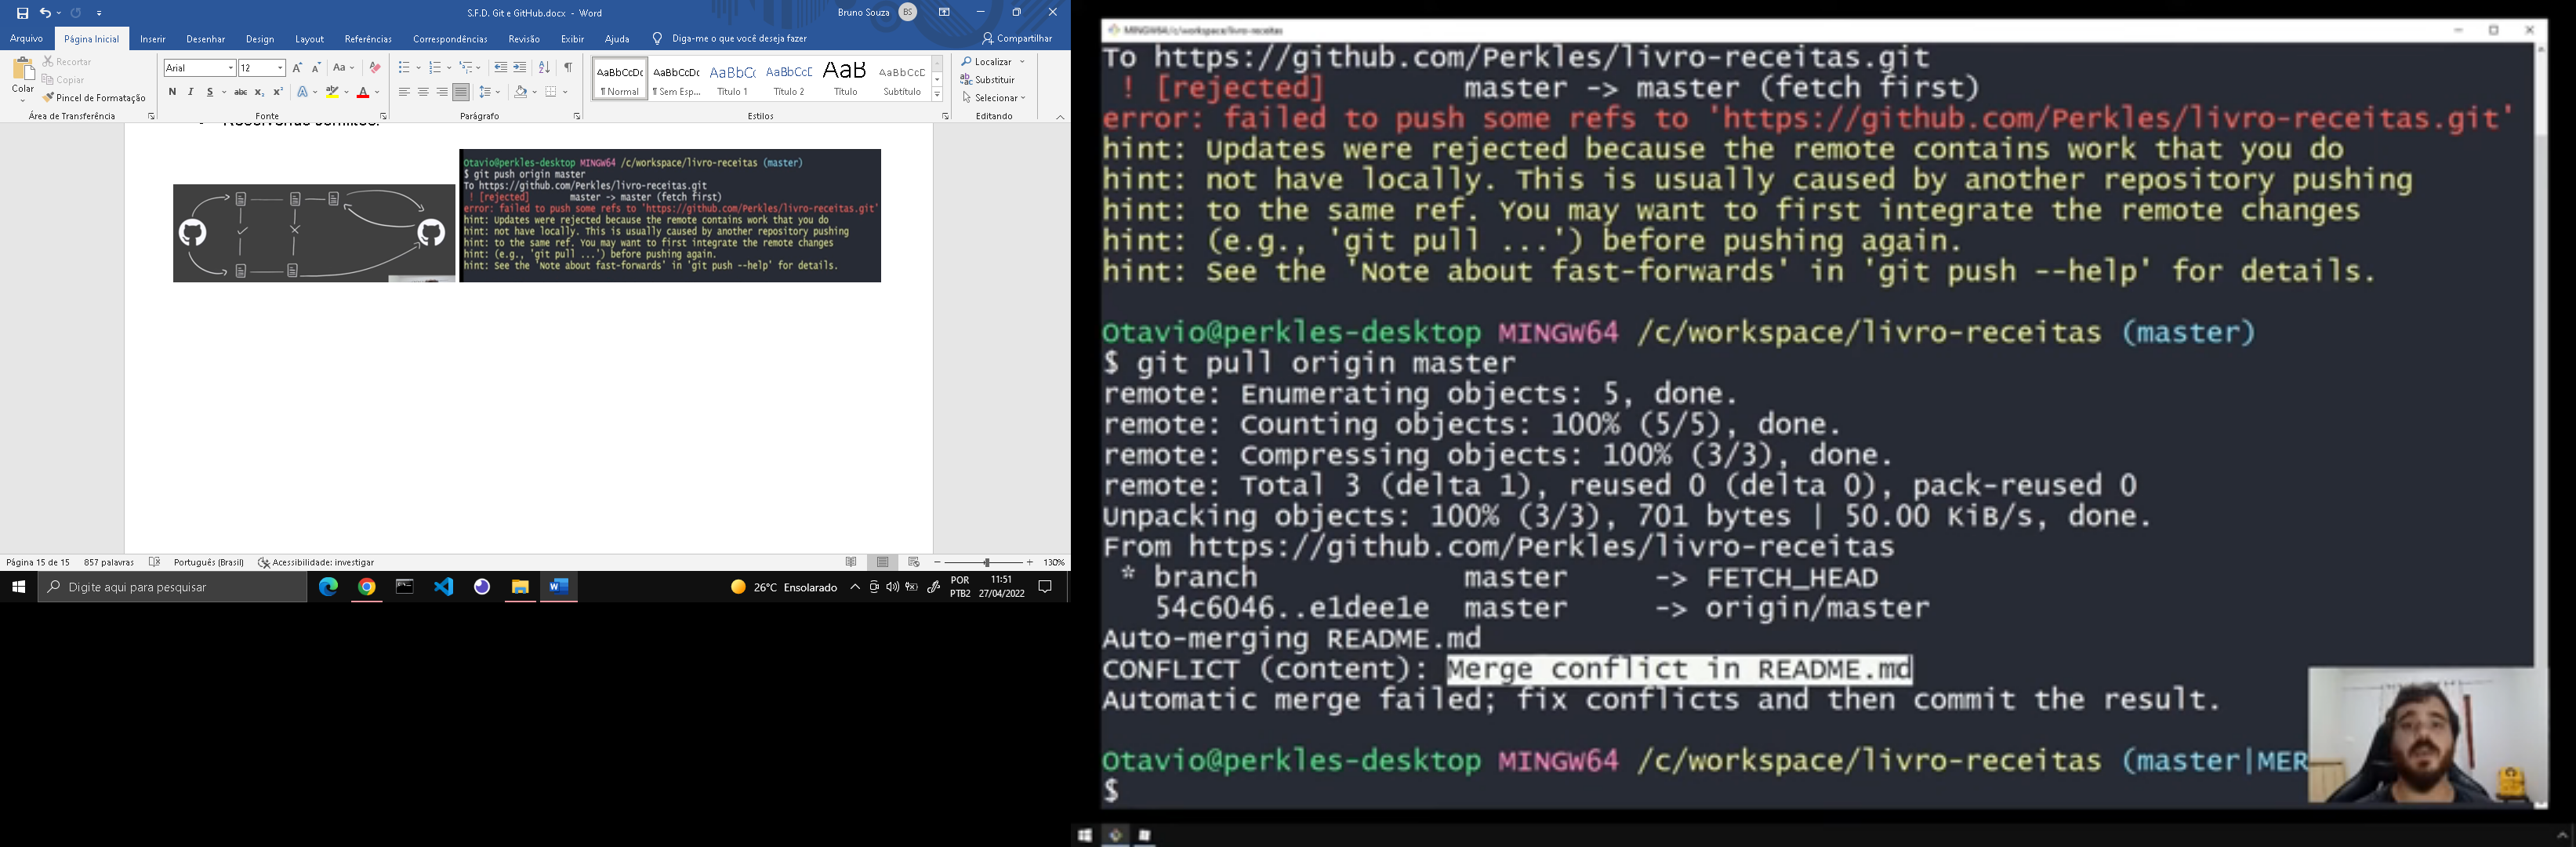 S.F.D. Git e GitHub.docx - Word
Bruno Souza
BS
Arquivo
Página Inicial
Inserir
Desenhar
Design
Layout
Referências
Correspondências
Revisão
Exibir
Ajuda
Diga-me o que você deseja fazer
Compartilhar
Colar
Recortar
Copiar
Pincel de Formatação
Área de Transferência
Arial
12
Fonte
Parágrafo
AaBbCcDc
¶ Normal
AaBbCcDc
¶ Sem Esp...
AaBbC(
Título 1
AaBbCcE
Título 2
AaB
Título
AaBbCcD
Subtítulo
Estilos
Localizar
Substituir
Selecionar
Editando
Otavio@perkles-desktop MINGW64 /c/workspace/livro-receitas (master)
$ git push origin master
To https://github.com/Perkles/livro-receitas.git
! [rejected] master -> master (fetch first)
error: failed to push some refs to 'https://github.com/Perkles/livro-receitas.git'
hint: Updates were rejected because the remote contains work that you do
hint: not have locally. This is usually caused by another repository pushing
hint: to the same ref. You may want to first integrate the remote changes
hint: (e.g., 'git pull ...') before pushing again.
hint: See the 'Note about fast-forwards' in 'git push --help' for details.
Página 15 de 15
857 palavras
Português (Brasil)
Acessibilidade: investigar
130%
Digite aqui para pesquisar
26°C Ensolarado
POR
PTB2
11:51
27/04/2022
MINGW64:/c/workspace/livro-receitas
To https://github.com/Perkles/livro-receitas.git
! [rejected] master -> master (fetch first)
error: failed to push some refs to 'https://github.com/Perkles/livro-receitas.git'
hint: Updates were rejected because the remote contains work that you do
hint: not have locally. This is usually caused by another repository pushing
hint: to the same ref. You may want to first integrate the remote changes
hint: (e.g., 'git pull ...') before pushing again.
hint: See the 'Note about fast-forwards' in 'git push --help' for details.
Otavio@perkles-desktop MINGW64 /c/workspace/livro-receitas (master)
$ git pull origin master
remote: Enumerating objects: 5, done.
remote: Counting objects: 100% (5/5), done.
remote: Compressing objects: 100% (3/3), done.
remote: Total 3 (delta 1), reused 0 (delta 0), pack-reused 0
Unpacking objects: 100% (3/3), 701 bytes | 50.00 KiB/s, done.
From https://github.com/Perkles/livro-receitas
* branch master -> FETCH_HEAD
54c6046..e1dee1e master -> origin/master
Auto-merging README.md
CONFLICT (content): Merge conflict in README.md
Automatic merge failed; fix conflicts and then commit the result.
Otavio@perkles-desktop MINGW64 /c/workspace/livro-receitas (master|MER
$